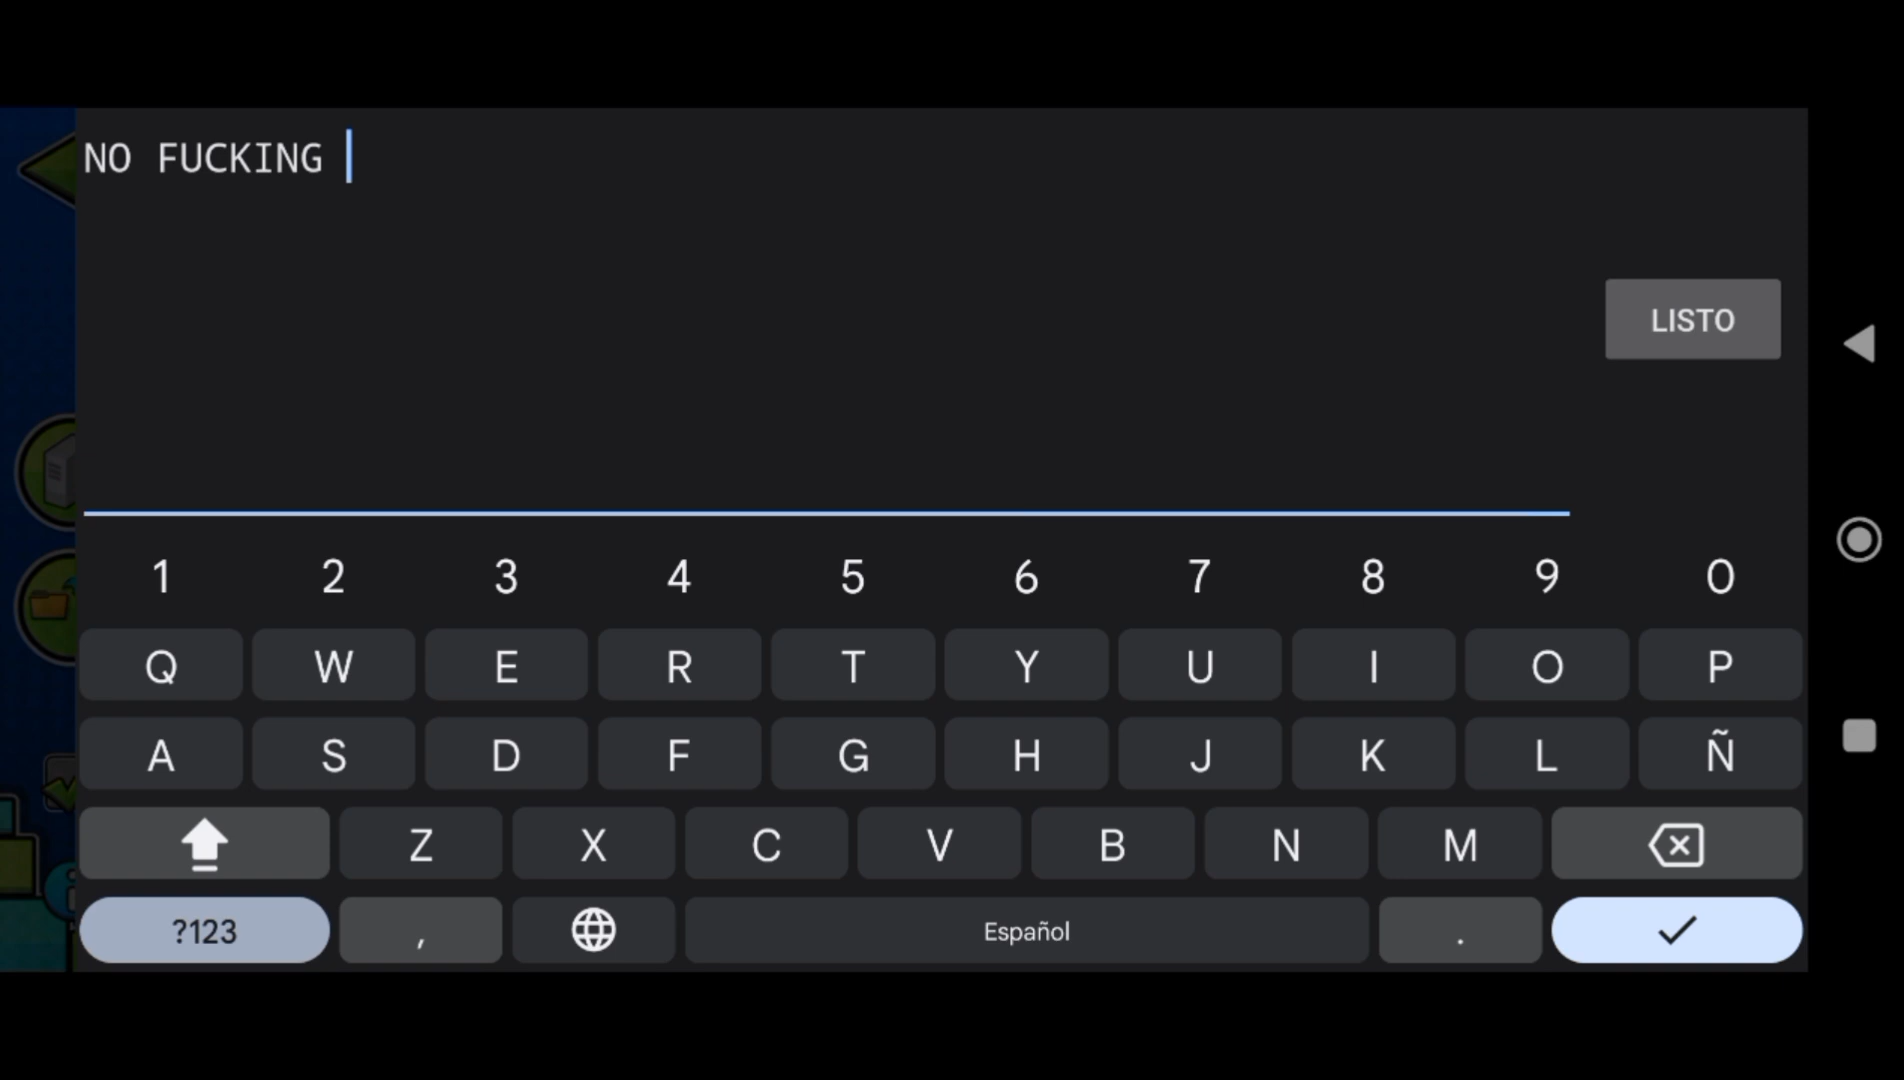 NO FUCKING
LISTO
1 2 3 4 5 6 7 8 9 0
Q W E R T Y U I O P
A S D F G H J K L Ñ
Z X C V B N M
?123 , Español .